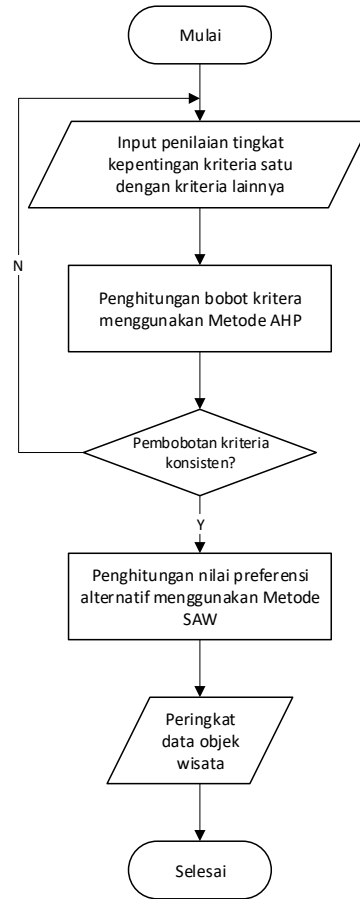 Mulai
Input penilaian tingkat
kepentingan kriteria satu
dengan kriteria lainnya
N
Penghitungan bobot kritera
menggunakan Metode AHP
Pembobotan kriteria
konsisten?
Y
Penghitungan nilai preferensi
alternatif menggunakan Metode
SAW
Peringkat
data objek
wisata
Selesai